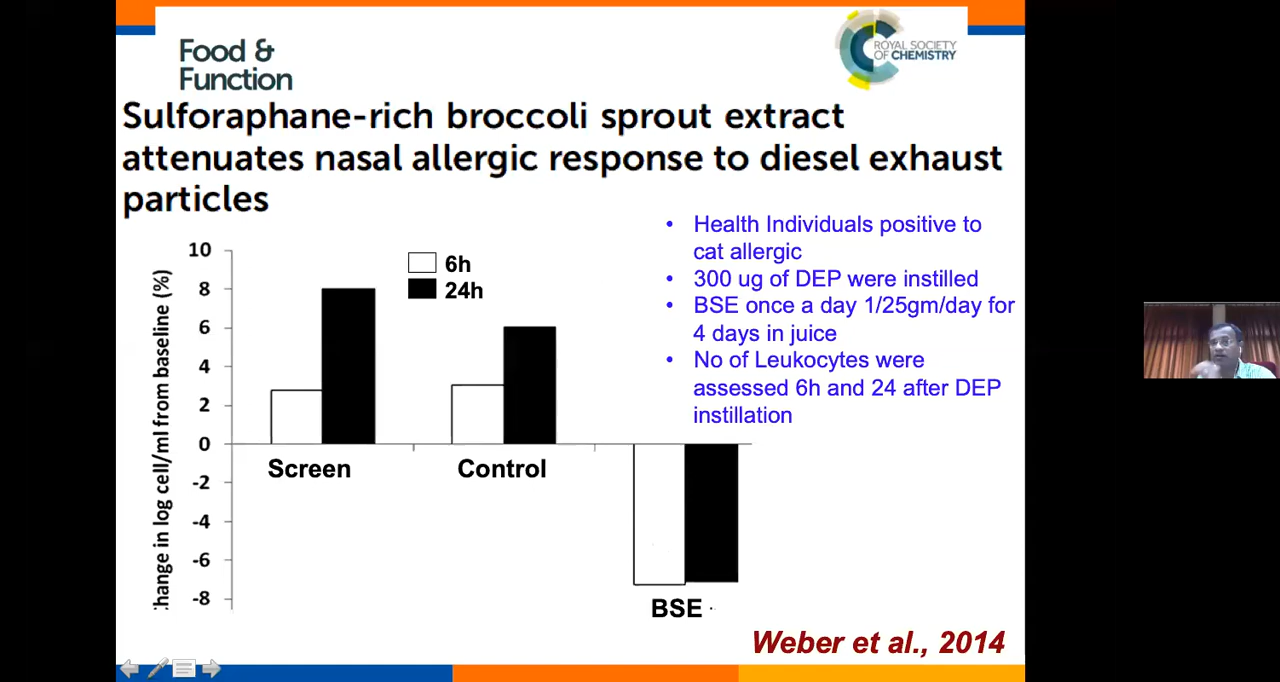 Food &
Function
ROYAL SOCIETY
OF CHEMISTRY
Sulforaphane-rich broccoli sprout extract
attenuates nasal allergic response to diesel exhaust
particles
• Health Individuals positive to
cat allergic
• 300 ug of DEP were instilled
• BSE once a day 1/25gm/day for
4 days in juice
• No of Leukocytes were
assessed 6h and 24 after DEP
instillation
hange in log cell/ml from baseline (%)
10
8
6
4
2
0
-2
-4
-6
-8
6h
24h
Screen
Control
BSE
Weber et al., 2014